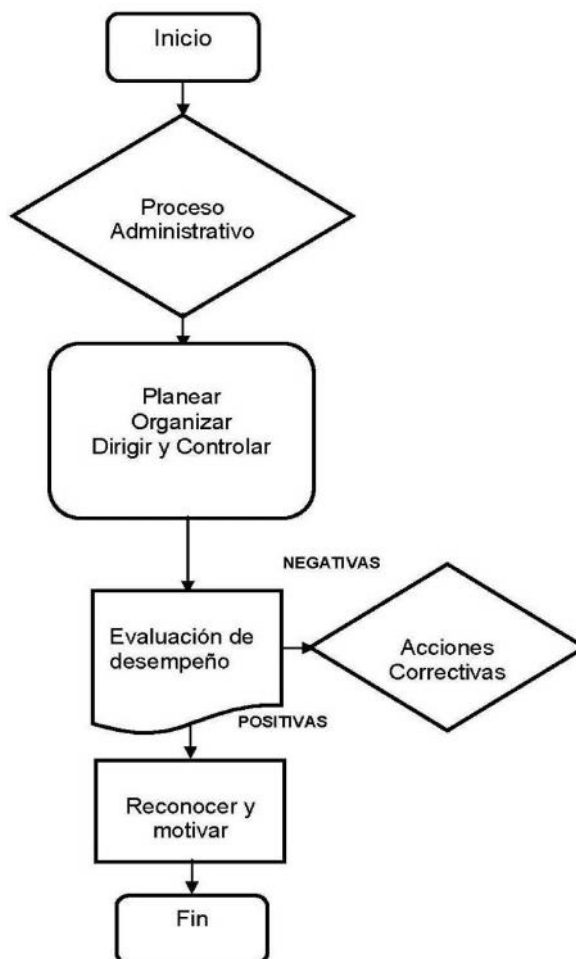 Inicio
Proceso
Administrativo
Planear
Organizar
Dirigir y Controlar
NEGATIVAS
Evaluación de
desempeño
Acciones
Correctivas
POSITIVAS
Reconocer y
motivar
Fin